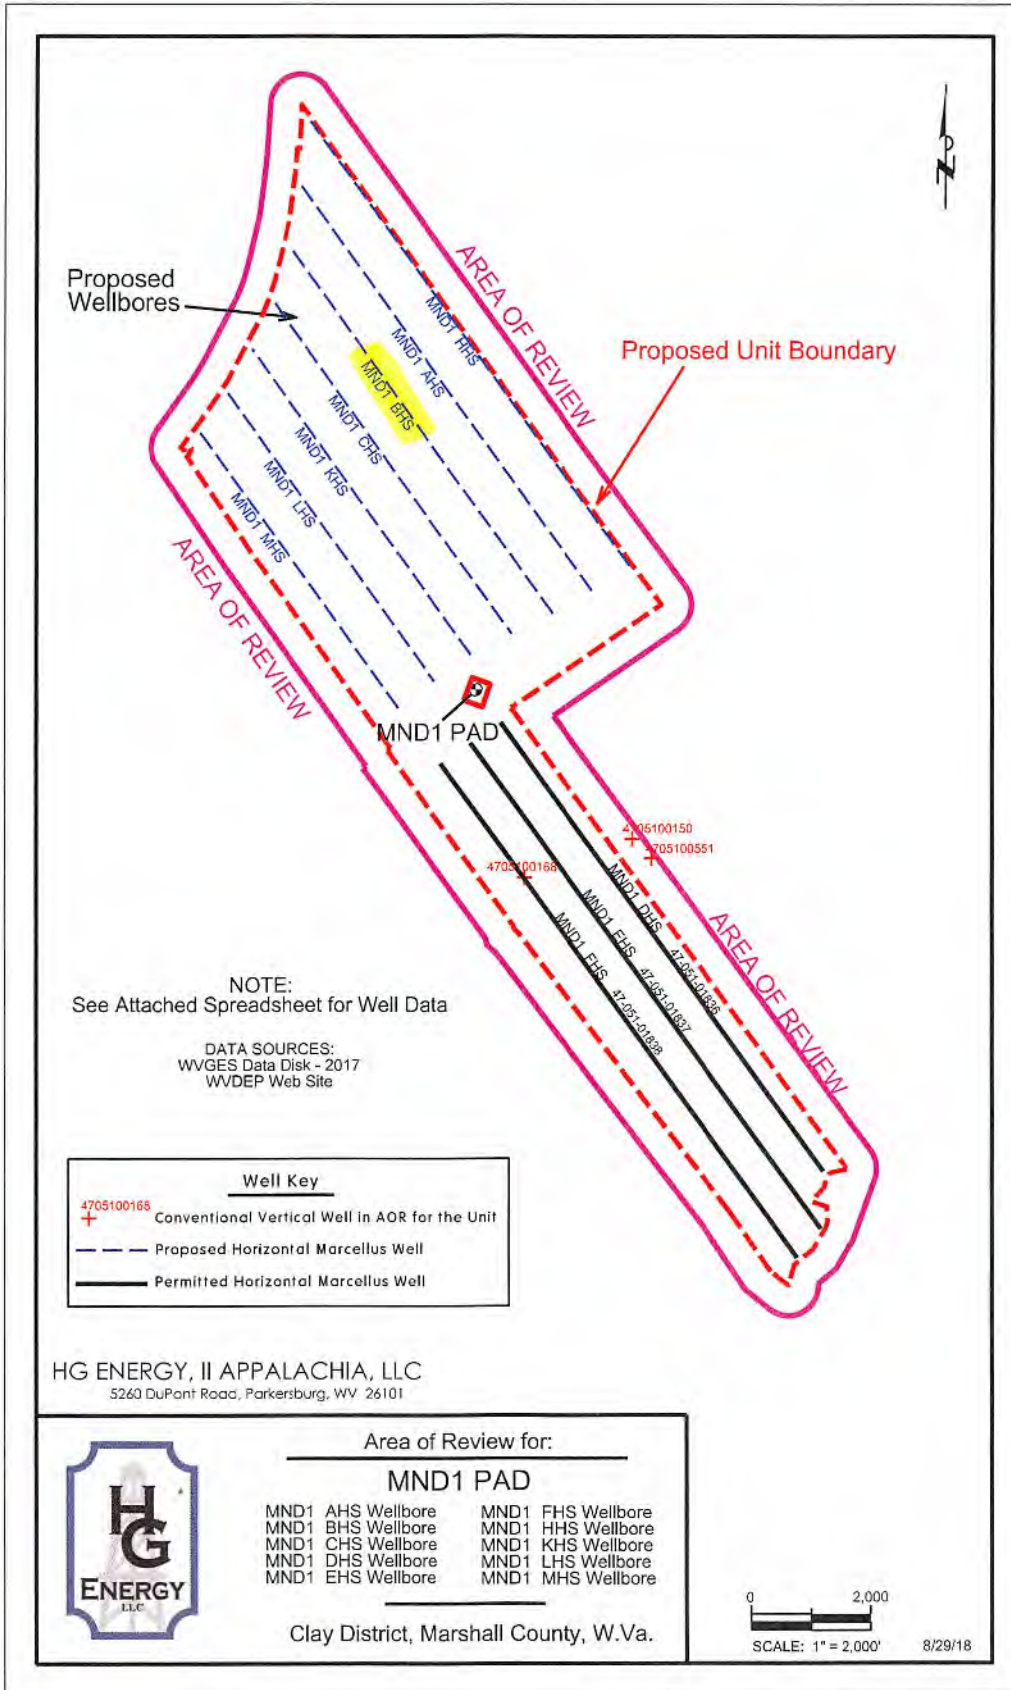 N
Proposed
Wellbores
AREA OF REVIEW
Proposed Unit Boundary
MND1 HHS
MND1 AHS
MND1 BHS
MND1 CHS
MND1 KHS
MND1 LHS
MND1 MHS
AREA OF REVIEW
MND1 PAD
4705100150
4705100551
4705100168
MND1 DHS 47-051-01836
MND1 EHS 47-051-01837
MND1 FHS 47-051-01838
AREA OF REVIEW
NOTE:
See Attached Spreadsheet for Well Data
DATA SOURCES:
WVGES Data Disk - 2017
WVDEP Web Site
Well Key
4705100168
Conventional Vertical Well in AOR for the Unit
Proposed Horizontal Marcellus Well
Permitted Horizontal Marcellus Well
HG ENERGY, II APPALACHIA, LLC
5260 DuPont Road, Parkersburg, WV 26101
HG
ENERGY
LLC
Area of Review for:
MND1 PAD
MND1 AHS Wellbore
MND1 BHS Wellbore
MND1 CHS Wellbore
MND1 DHS Wellbore
MND1 EHS Wellbore
MND1 FHS Wellbore
MND1 HHS Wellbore
MND1 KHS Wellbore
MND1 LHS Wellbore
MND1 MHS Wellbore
Clay District, Marshall County, W.Va.
0 2,000
SCALE: 1" = 2,000'
8/29/18